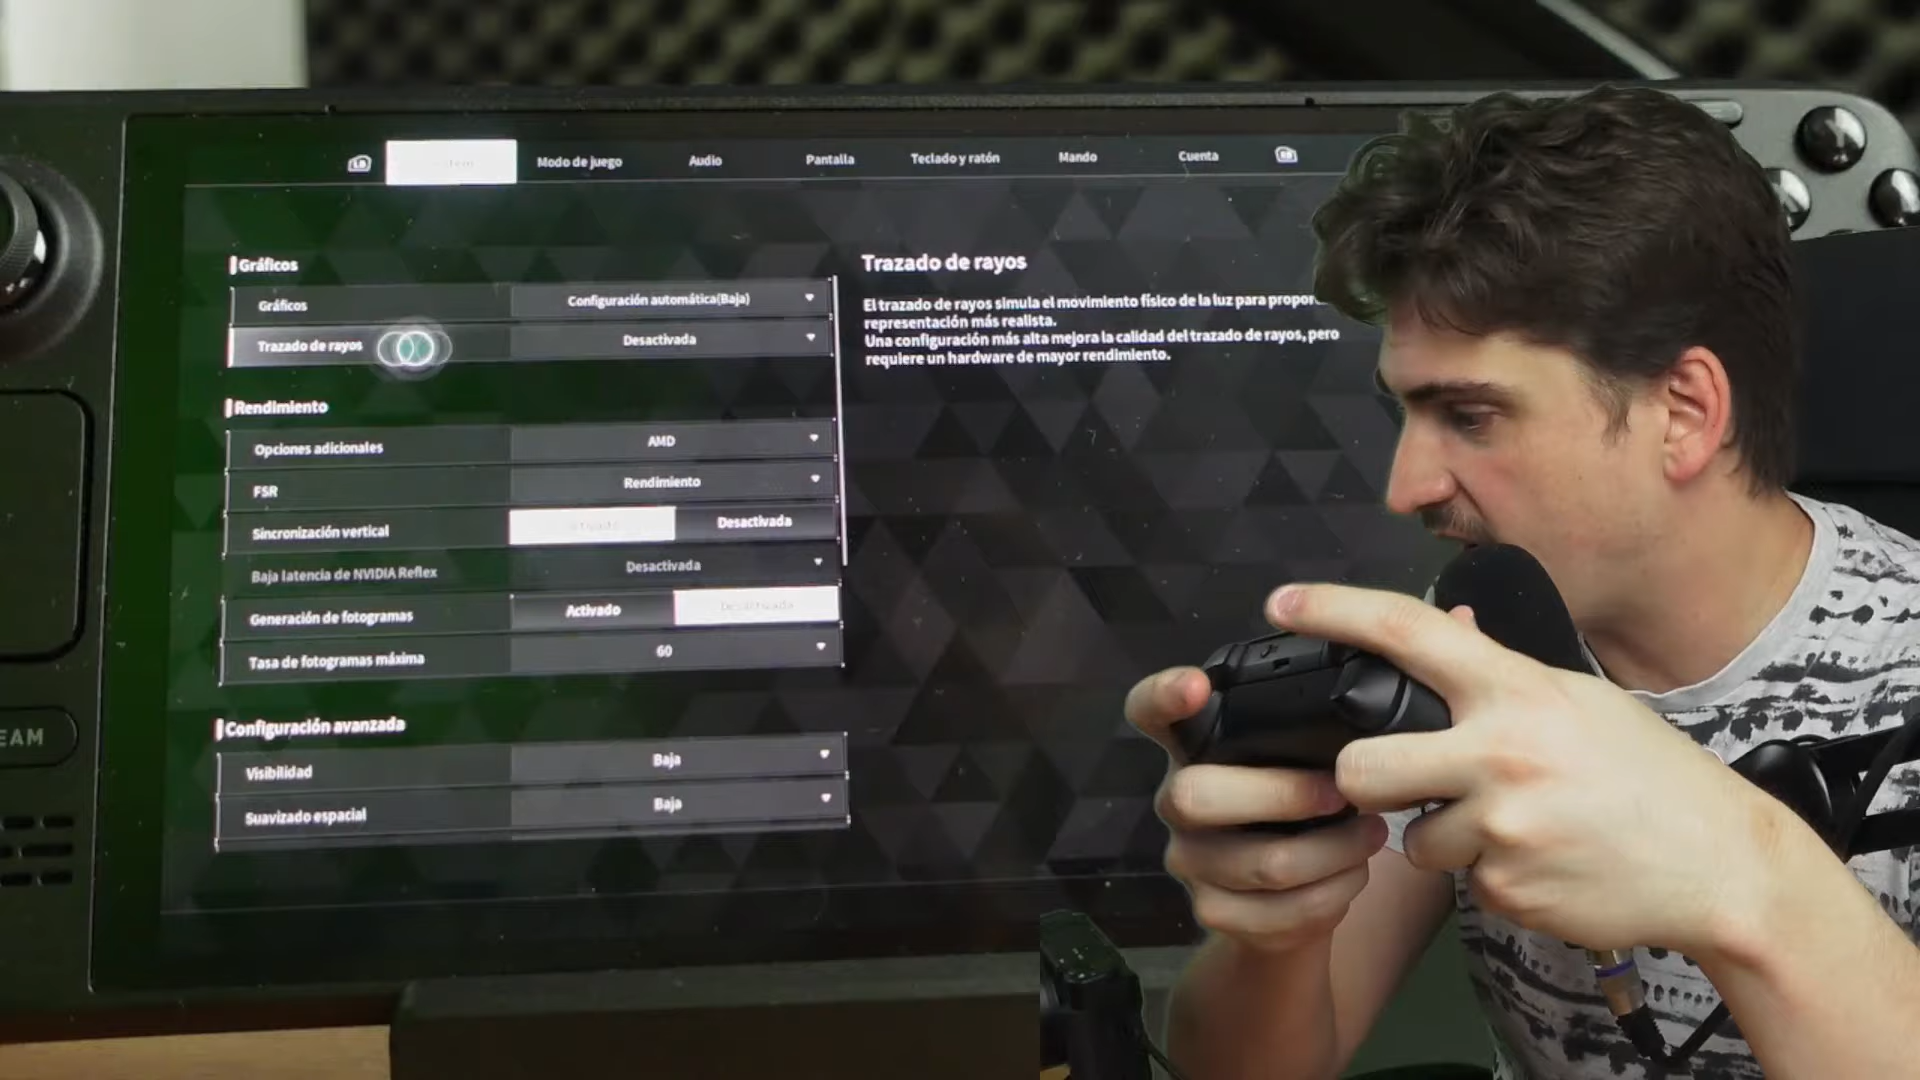 LB
Modo de juego
Audio
Pantalla
Teclado y ratón
Mando
Cuenta
RB
Gráficos
Gráficos
Configuración automática(Baja)
Trazado de rayos
Desactivada
Rendimiento
Opciones adicionales
AMD
FSR
Rendimiento
Sincronización vertical
Desactivada
Baja latencia de NVIDIA Reflex
Desactivada
Generación de fotogramas
Activado
Desactivada
Tasa de fotogramas máxima
60
Configuración avanzada
Visibilidad
Baja
Suavizado espacial
Baja
Trazado de rayos
El trazado de rayos simula el movimiento físico de la luz para propor
representación más realista.
Una configuración más alta mejora la calidad del trazado de rayos, pero
requiere un hardware de mayor rendimiento.
EAM